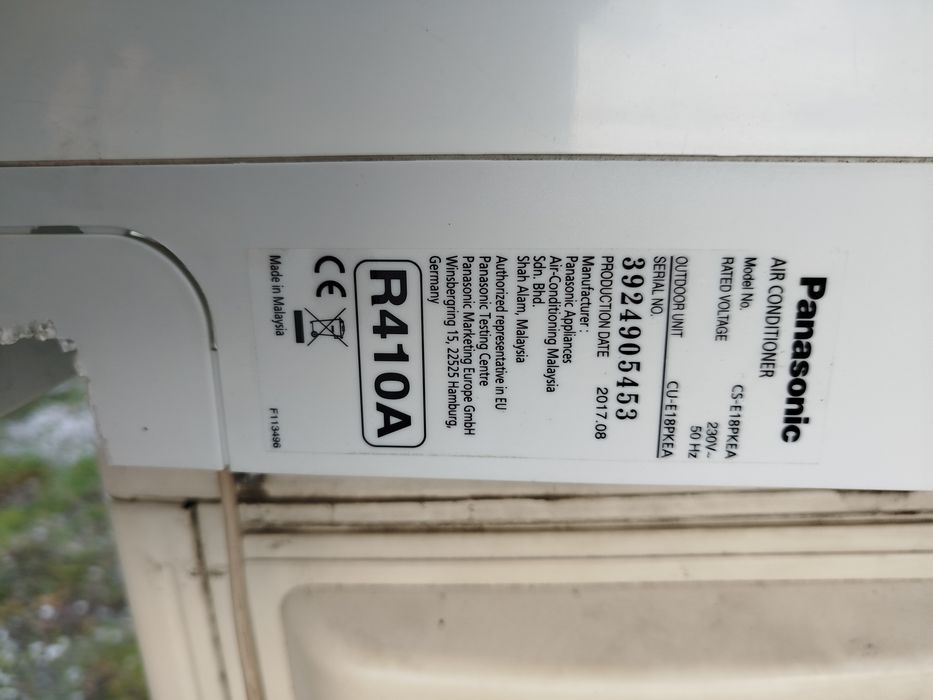 Panasonic
AIR CONDITIONER
Model No. CS-E18PKEA
RATED VOLTAGE 230V~
50 Hz
OUTDOOR UNIT CU-E18PKEA
SERIAL NO.
3924905453
PRODUCTION DATE 2017.08
Manufacturer :
Panasonic Appliances
Air-Conditioning Malaysia
Sdn. Bhd.
Shah Alam, Malaysia
Authorized representative in EU
Panasonic Testing Centre
Panasonic Marketing Europe GmbH
Winsbergring 15, 22525 Hamburg,
Germany
R410A
CE
Made in Malaysia F113496